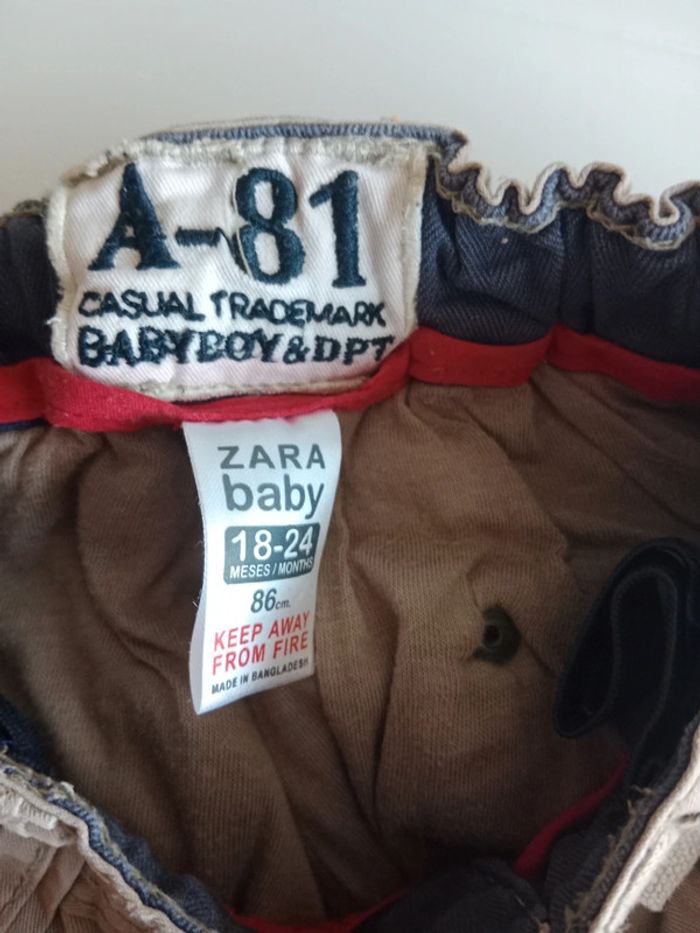 A-81
CASUAL TRADEMARK
BABYBOY&DPT
ZARA
baby
18-24
MESES/MONTHS
86cm.
KEEP AWAY
FROM FIRE
MADE IN BANGLADESH